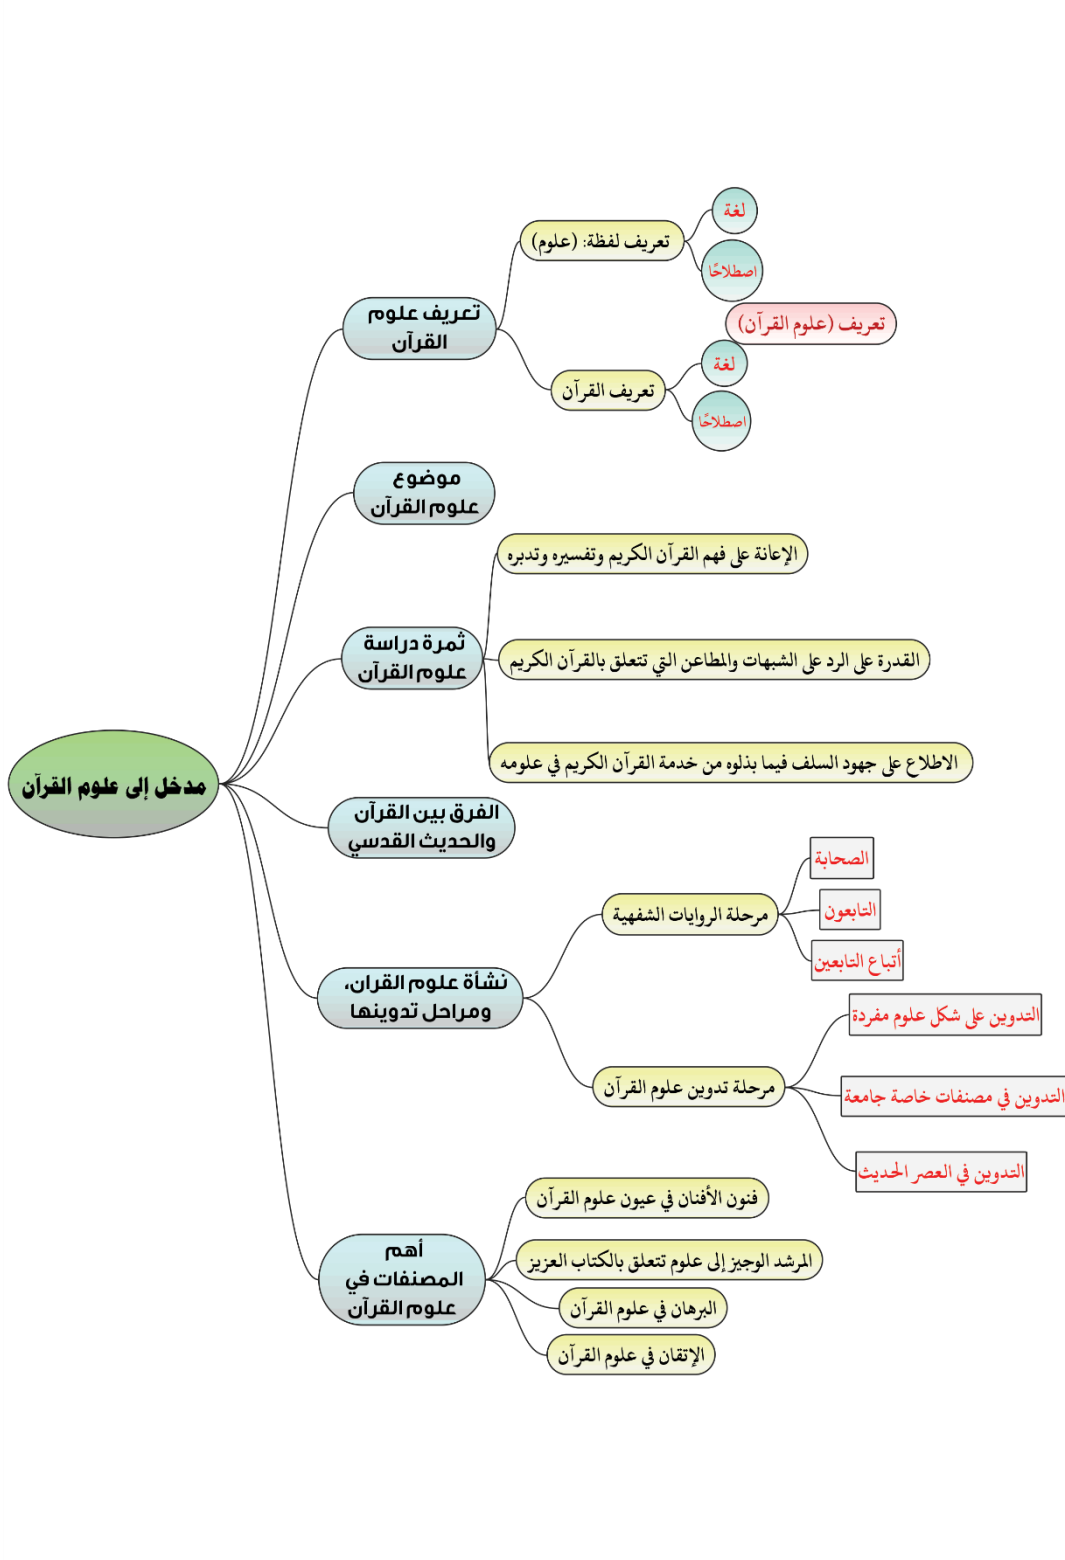 مدخل إلى علوم القرآن
تعريف علوم
القرآن
تعريف لفظة: (علوم)
لغة
اصطلاحًا
تعريف (علوم القرآن)
تعريف القرآن
لغة
اصطلاحًا
موضوع
علوم القرآن
ثمرة دراسة
علوم القرآن
الإعانة على فهم القرآن الكريم وتفسيره وتدبره
القدرة على الرد على الشبهات والمطاعن التي تتعلق بالقرآن الكريم
الاطلاع على جهود السلف فيما بذلوه من خدمة القرآن الكريم في علومه
الفرق بين القرآن
والحديث القدسي
نشأة علوم القران،
ومراحل تدوينها
مرحلة الروايات الشفهية
الصحابة
التابعون
أتباع التابعين
مرحلة تدوين علوم القرآن
التدوين على شكل علوم مفردة
التدوين في مصنفات خاصة جامعة
التدوين في العصر الحديث
أهم
المصنفات في
علوم القرآن
فنون الأفنان في عيون علوم القرآن
المرشد الوجيز إلى علوم تتعلق بالكتاب العزيز
البرهان في علوم القرآن
الإتقان في علوم القرآن